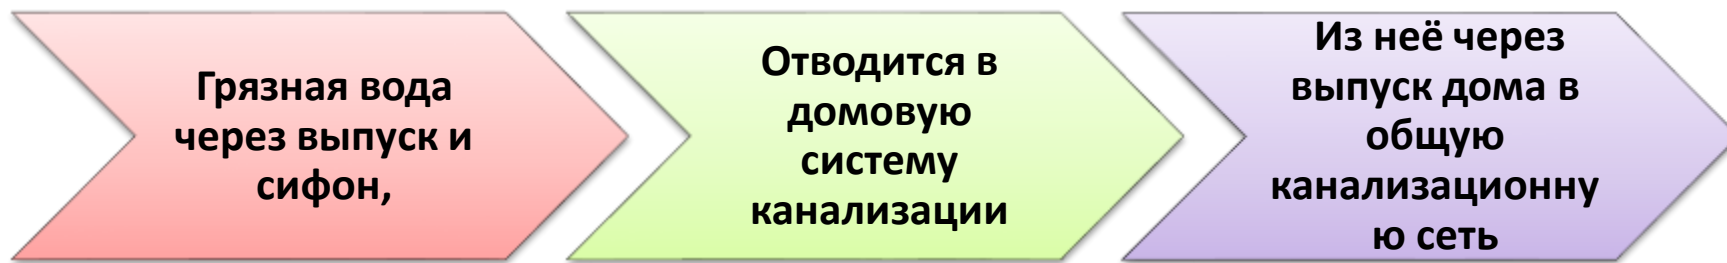 Грязная вода
через выпуск и
сифон,
Отводится в
домовую
систему
канализации
Из неё через
выпуск дома в
общую
канализационну
ю сеть